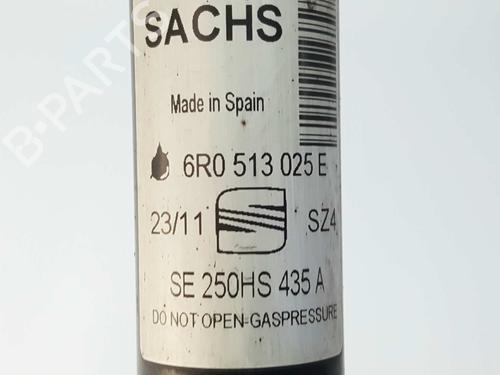 SACHS
Made in Spain
6R0 513 025 E
23/11 SZ4
SE 250HS 435 A
DO NOT OPEN-GASPRESSURE
B-PARTS